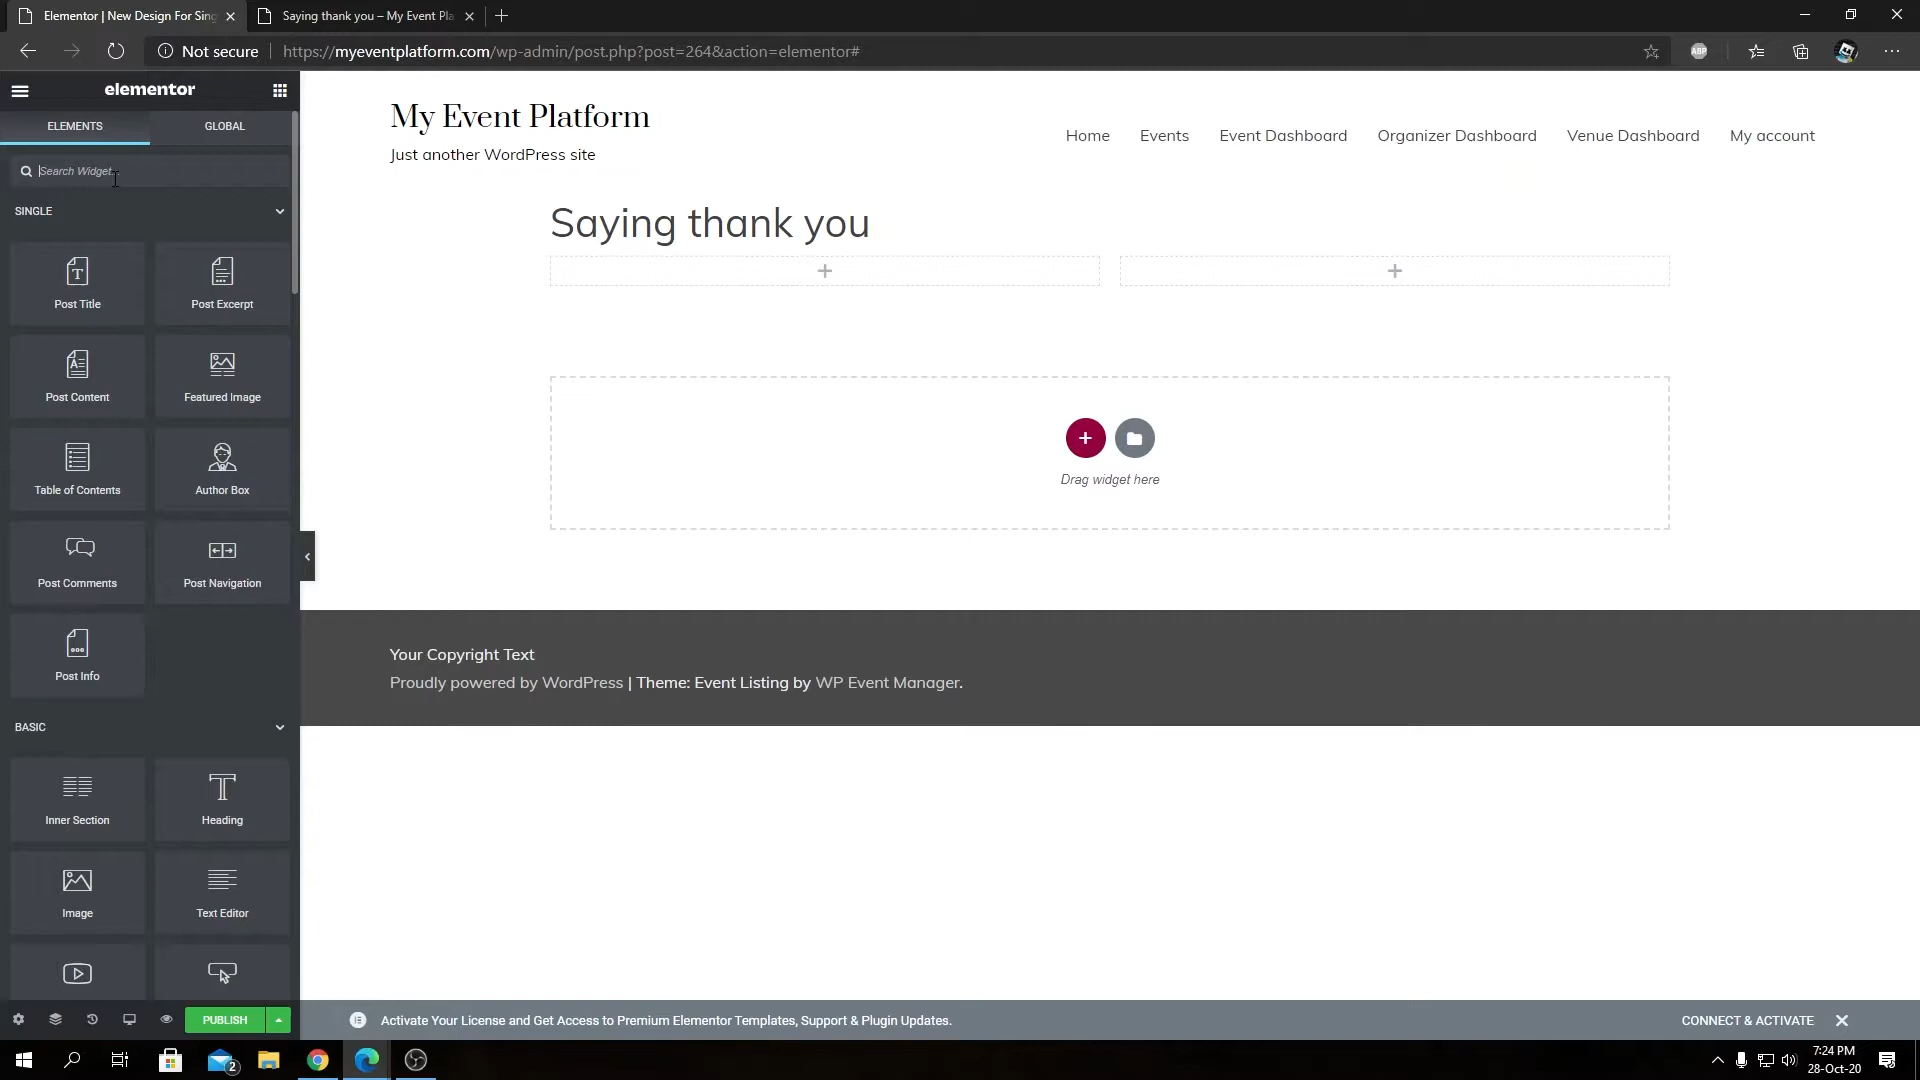 Elementor | New Design For Sing
Saying thank you – My Event Pla
Not secure
https://myeventplatform.com/wp-admin/post.php?post=264&action=elementor#
ABP
elementor
ELEMENTS
GLOBAL
Search Widget...
SINGLE
Post Title
Post Excerpt
Post Content
Featured Image
Table of Contents
Author Box
Post Comments
Post Navigation
Post Info
BASIC
Inner Section
Heading
Image
Text Editor
PUBLISH
My Event Platform
Just another WordPress site
Home
Events
Event Dashboard
Organizer Dashboard
Venue Dashboard
My account
Saying thank you
Drag widget here
Your Copyright Text
Proudly powered by WordPress | Theme: Event Listing by WP Event Manager.
Activate Your License and Get Access to Premium Elementor Templates, Support & Plugin Updates.
CONNECT & ACTIVATE
2
7:24 PM
28-Oct-20